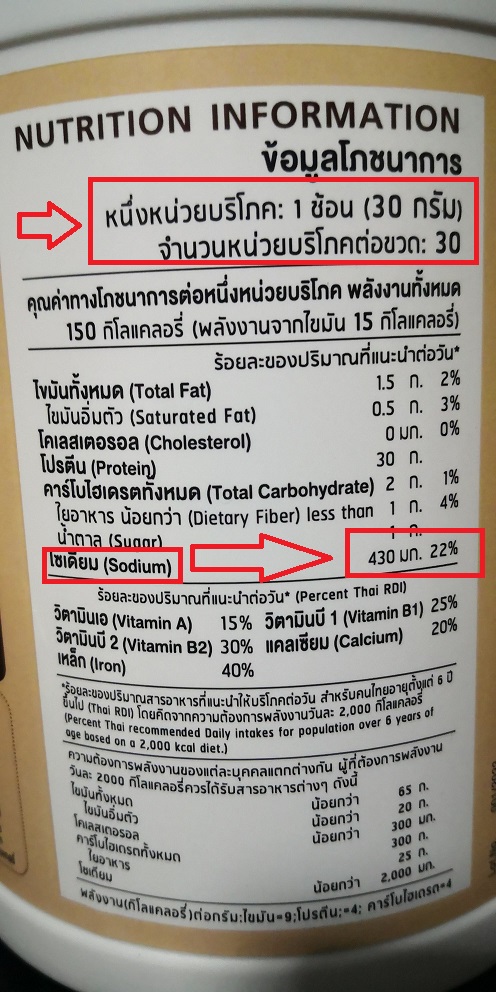 NUTRITION INFORMATION
ข้อมูลโภชนาการ
หนึ่งหน่วยบริโภค: 1 ช้อน (30 กรัม)
จำนวนหน่วยบริโภคต่อขวด: 30
คุณค่าทางโภชนาการต่อหนึ่งหน่วยบริโภค พลังงานทั้งหมด
150 กิโลแคลอรี่ (พลังงานจากไขมัน 15 กิโลแคลอรี่)
ร้อยละของปริมาณที่แนะนำต่อวัน*
ไขมันทั้งหมด (Total Fat) 1.5 ก. 2%
ไขมันอิ่มตัว (Saturated Fat) 0.5 ก. 3%
โคเลสเตอรอล (Cholesterol) 0 มก. 0%
โปรตีน (Protein) 30 ก.
คาร์โบไฮเดรตทั้งหมด (Total Carbohydrate) 2 ก. 1%
ใยอาหาร น้อยกว่า (Dietary Fiber) less than 1 ก. 4%
น้ำตาล (Sugar) 1 ก.
โซเดียม (Sodium) 430 มก. 22%
ร้อยละของปริมาณที่แนะนำต่อวัน* (Percent Thai RDI)
วิตามินเอ (Vitamin A) 15% วิตามินบี 1 (Vitamin B1) 25%
วิตามินบี 2 (Vitamin B2) 30% แคลเซียม (Calcium) 20%
เหล็ก (Iron) 40%
*ร้อยละของปริมาณสารอาหารที่แนะนำให้บริโภคต่อวัน สำหรับคนไทยอายุตั้งแต่ 6 ปี
ขึ้นไป (Thai RDI) โดยคิดจากความต้องการพลังงานวันละ 2,000 กิโลแคลอรี่
(Percent Thai recommended Daily intakes for population over 6 years of
age based on a 2,000 kcal diet.)
ความต้องการพลังงานของแต่ละบุคคลแตกต่างกัน ผู้ที่ต้องการพลังงาน
วันละ 2000 กิโลแคลอรี่ควรได้รับสารอาหารต่างๆ ดังนี้
ไขมันทั้งหมด น้อยกว่า 65 ก.
ไขมันอิ่มตัว น้อยกว่า 20 ก.
โคเลสเตอรอล น้อยกว่า 300 มก.
คาร์โบไฮเดรตทั้งหมด 300 ก.
ใยอาหาร 25 ก.
โซเดียม น้อยกว่า 2,000 มก.
พลังงาน(กิโลแคลอรี่)ต่อกรัม:ไขมัน=9;โปรตีน:=4; คาร์โบไฮเดรต=4